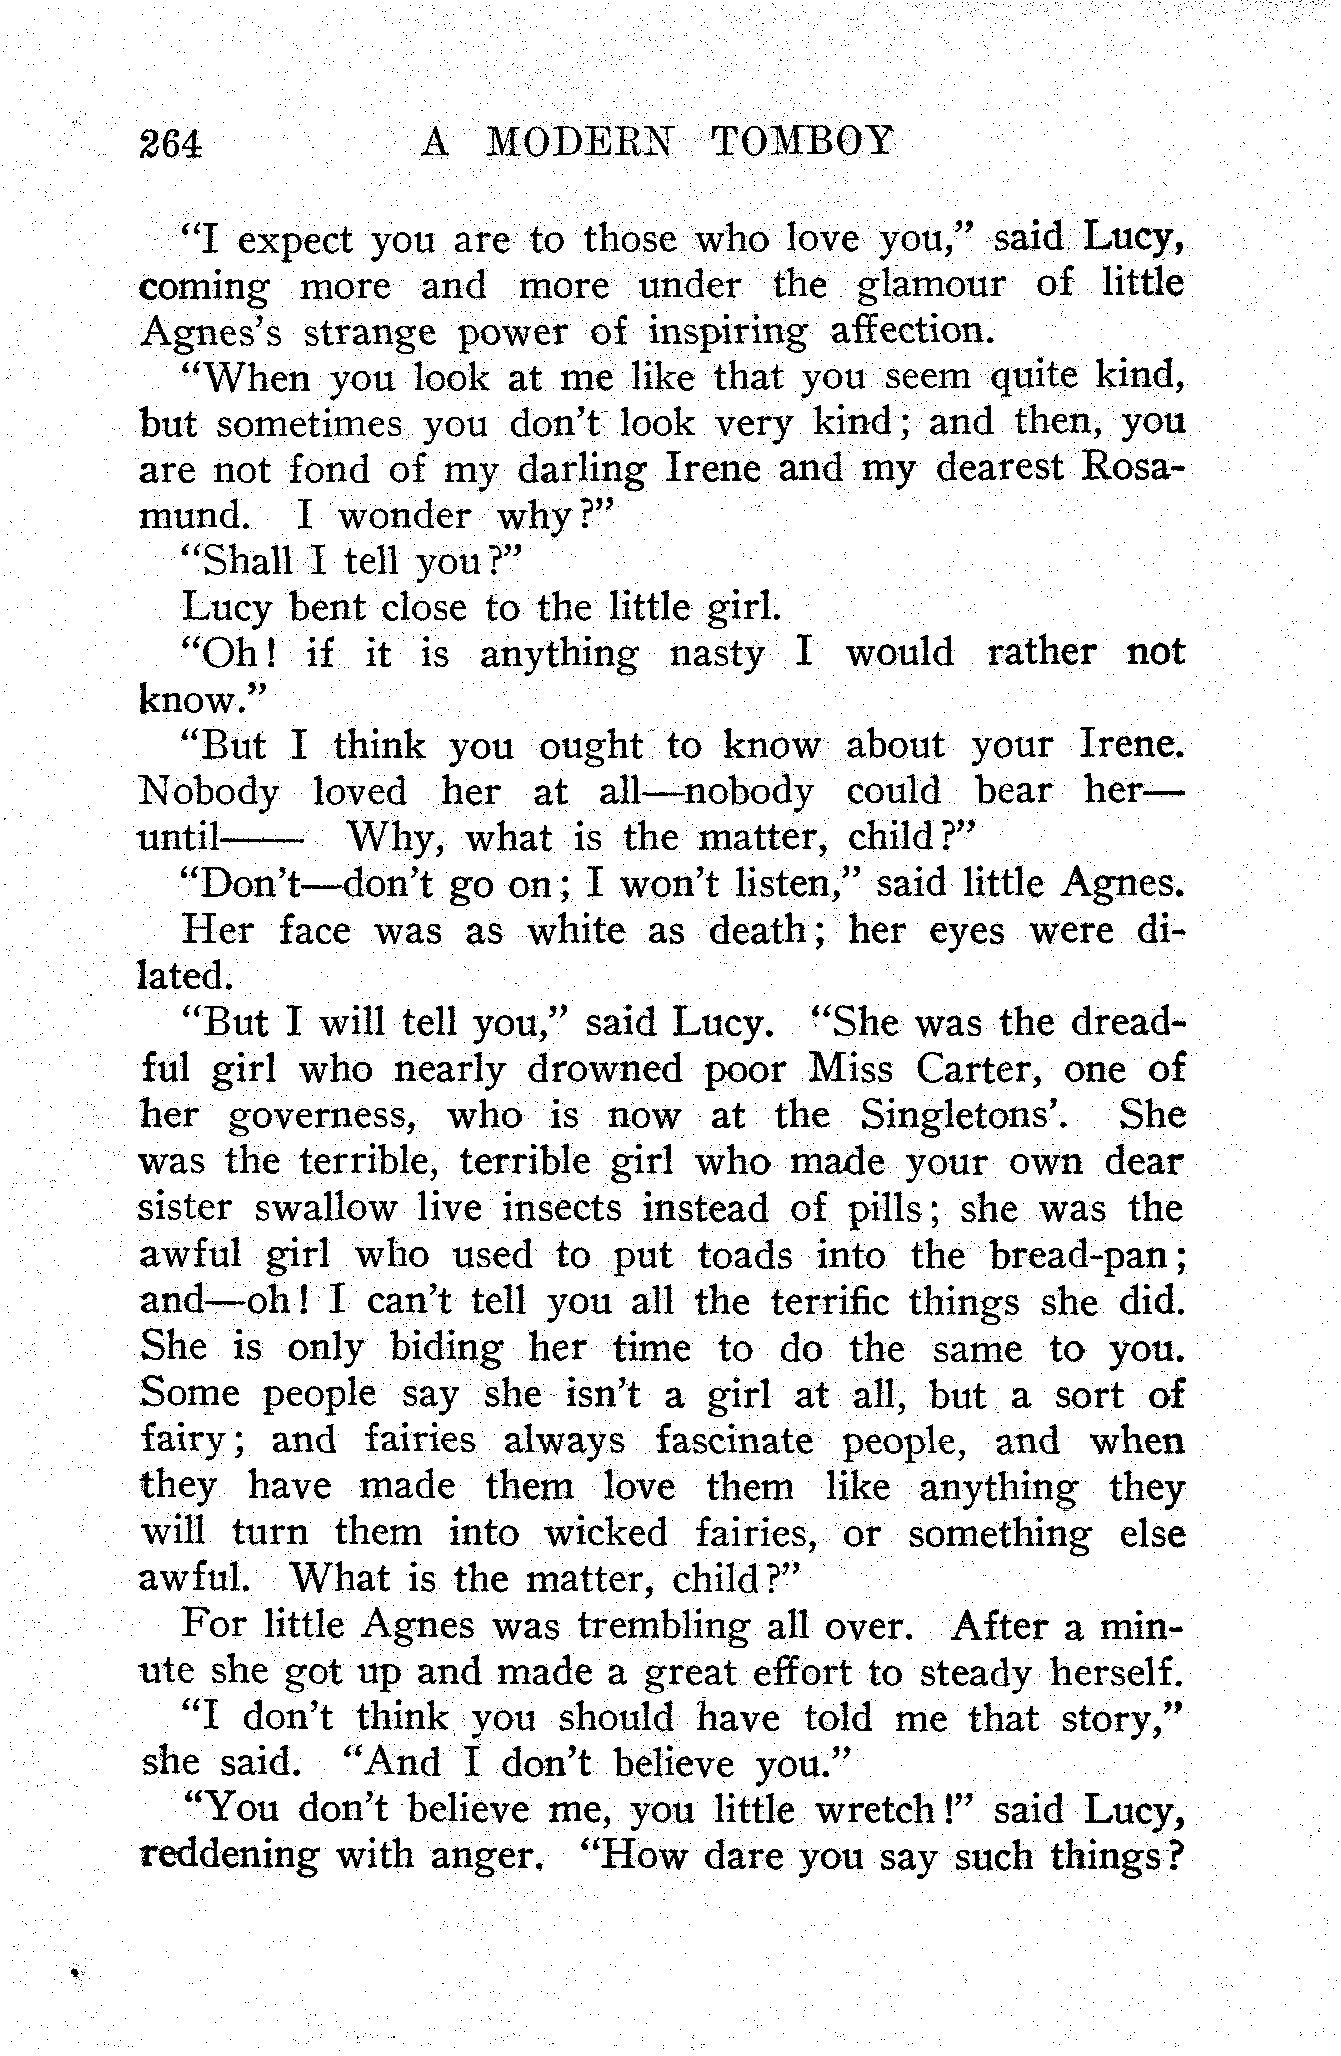 264 A MODERN TOMBOY
"I expect you are to those who love you," said Lucy,
coming more and more under the glamour of little
Agnes's strange power of inspiring affection.
"When you look at me like that you seem quite kind,
but sometimes you don't look very kind; and then, you
are not fond of my darling Irene and my dearest Rosa-
mund. I wonder why?"
"Shall I tell you?"
Lucy bent close to the little girl.
"Oh! if it is anything nasty I would rather not
know."
"But I think you ought to know about your Irene.
Nobody loved her at all—nobody could bear her—
until—— Why, what is the matter, child?"
"Don't—don't go on; I won't listen," said little Agnes.
Her face was as white as death; her eyes were di-
lated.
"But I will tell you," said Lucy. "She was the dread-
ful girl who nearly drowned poor Miss Carter, one of
her governess, who is now at the Singletons'. She
was the terrible, terrible girl who made your own dear
sister swallow live insects instead of pills; she was the
awful girl who used to put toads into the bread-pan;
and—oh! I can't tell you all the terrific things she did.
She is only biding her time to do the same to you.
Some people say she isn't a girl at all, but a sort of
fairy; and fairies always fascinate people, and when
they have made them love them like anything they
will turn them into wicked fairies, or something else
awful. What is the matter, child?"
For little Agnes was trembling all over. After a min-
ute she got up and made a great effort to steady herself.
"I don't think you should have told me that story,"
she said. "And I don't believe you."
"You don't believe me, you little wretch!" said Lucy,
reddening with anger. "How dare you say such things?